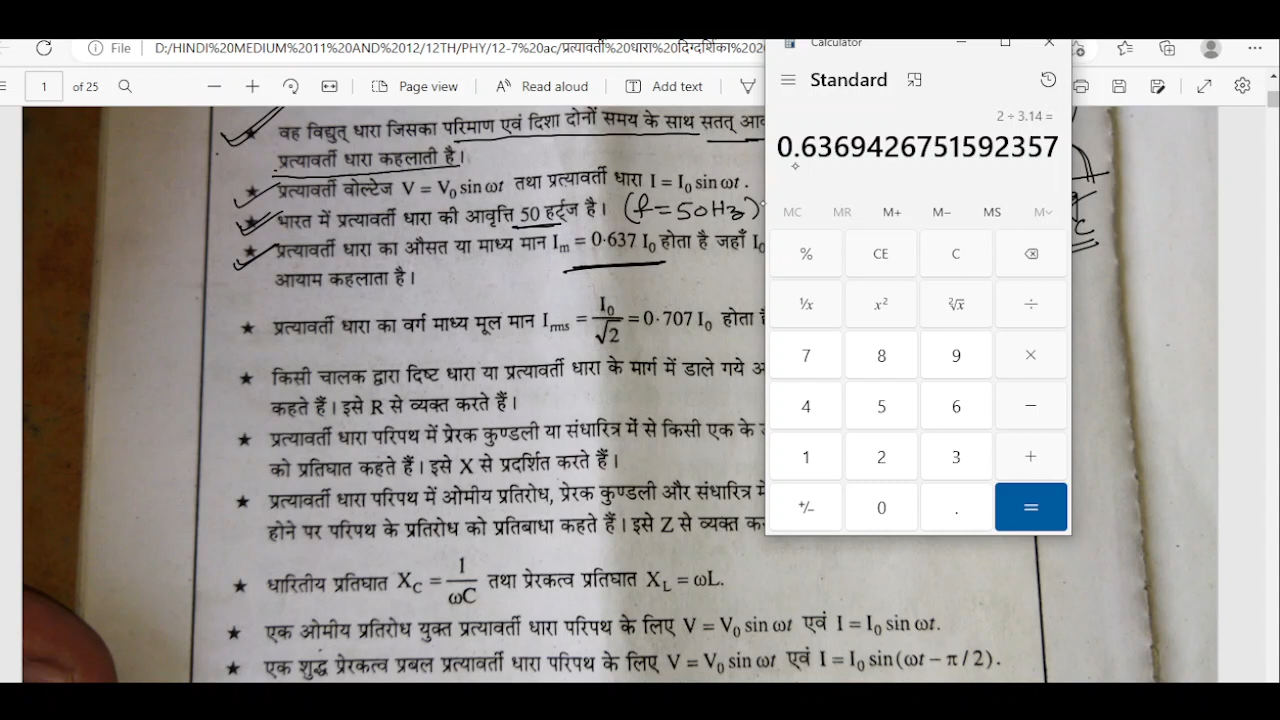 Calculator
File D:/HINDI%20MEDIUM%2011%20AND%2012/12TH/PHY/12-7%20ac/प्रत्यावर्ती%20धारा%20दिग्दर्शिका%20
1 of 25 Page view Read aloud Add text
Standard
2 ÷ 3.14 =
0.6369426751592357
MC MR M+ M− MS M
% CE C
¹/x x² ²√x ÷
7 8 9 ×
4 5 6 −
1 2 3 +
+/− 0 . =
★ वह विद्युत् धारा जिसका परिमाण एवं दिशा दोनों समय के साथ सतत्
प्रत्यावर्ती धारा कहलाती है।
★ प्रत्यावर्ती वोल्टेज V = V₀ sin ωt तथा प्रत्यावर्ती धारा I = I₀ sin ωt .
★ भारत में प्रत्यावर्ती धारा की आवृत्ति 50 हर्ट्ज है। (f = 50Hz)
★ प्रत्यावर्ती धारा का औसत या माध्य मान Iₘ = 0·637 I₀ होता है जहाँ I₀
आयाम कहलाता है।
★ प्रत्यावर्ती धारा का वर्ग माध्य मूल मान Iᵣₘₛ = I₀/√2 = 0·707 I₀ होता
★ किसी चालक द्वारा दिष्ट धारा या प्रत्यावर्ती धारा के मार्ग में डाले गये
कहते हैं। इसे R से व्यक्त करते हैं।
★ प्रत्यावर्ती धारा परिपथ में प्रेरक कुण्डली या संधारित्र में से किसी एक के
को प्रतिघात कहते हैं। इसे X से प्रदर्शित करते हैं।
★ प्रत्यावर्ती धारा परिपथ में ओमीय प्रतिरोध, प्रेरक कुण्डली और संधारित्र
होने पर परिपथ के प्रतिरोध को प्रतिबाधा कहते हैं। इसे Z से व्यक्त
★ धारितीय प्रतिघात X_C = 1/ωC तथा प्रेरकत्व प्रतिघात X_L = ωL.
★ एक ओमीय प्रतिरोध युक्त प्रत्यावर्ती धारा परिपथ के लिए V = V₀ sin ωt एवं I = I₀ sin ωt.
★ एक शुद्ध प्रेरकत्व प्रबल प्रत्यावर्ती धारा परिपथ के लिए V = V₀ sin ωt एवं I = I₀ sin (ωt − π / 2).